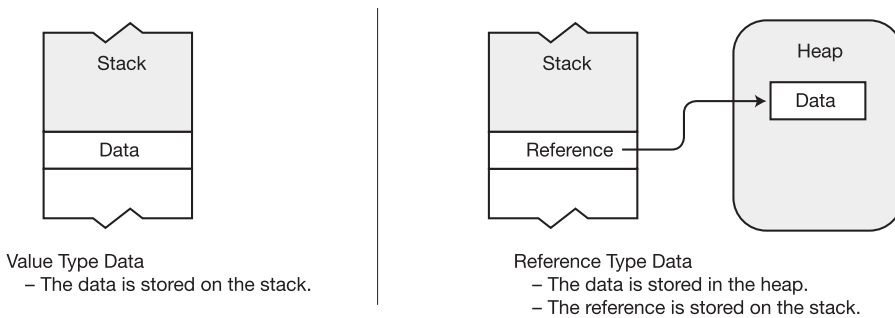 Stack
Data
Value Type Data
– The data is stored on the stack.
Stack
Reference
Heap
Data
Reference Type Data
– The data is stored in the heap.
– The reference is stored on the stack.